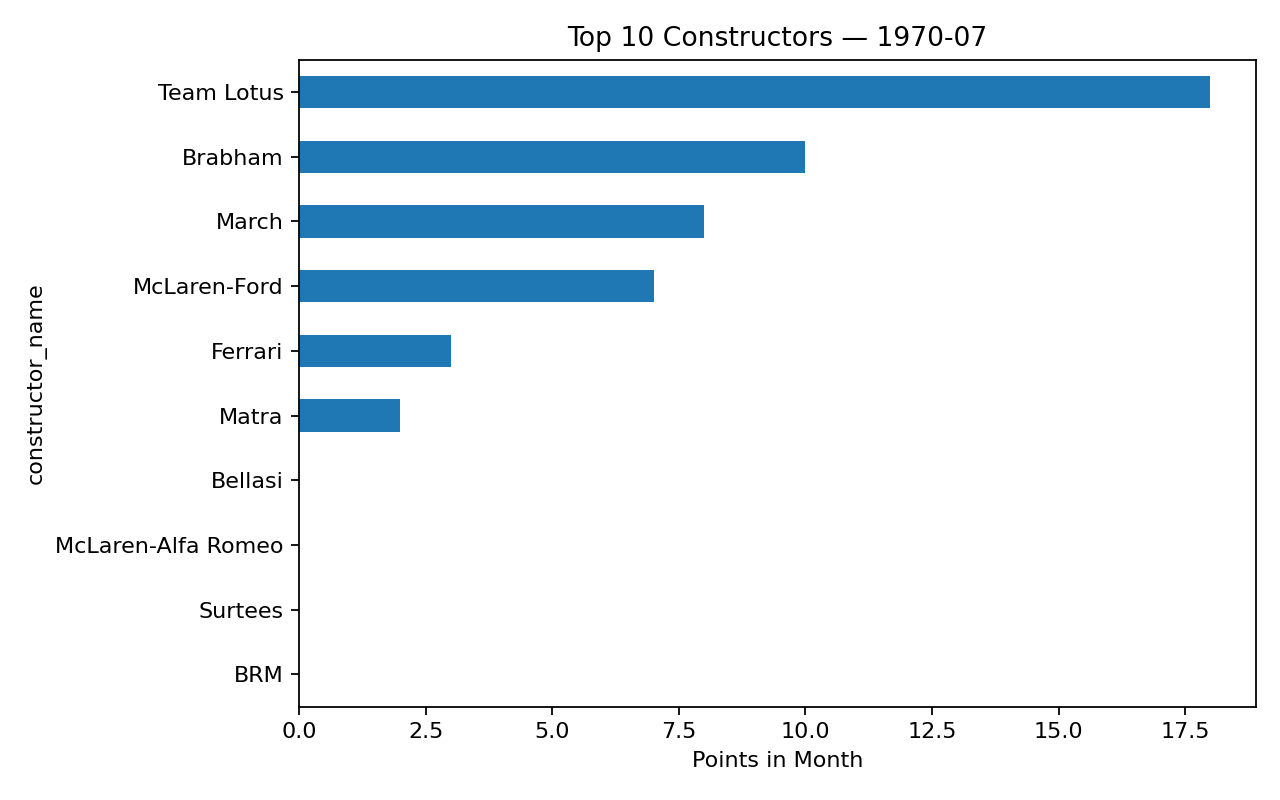 Top 10 Constructors — 1970-07
constructor_name
Team Lotus
Brabham
March
McLaren-Ford
Ferrari
Matra
Bellasi
McLaren-Alfa Romeo
Surtees
BRM
0.0 2.5 5.0 7.5 10.0 12.5 15.0 17.5
Points in Month